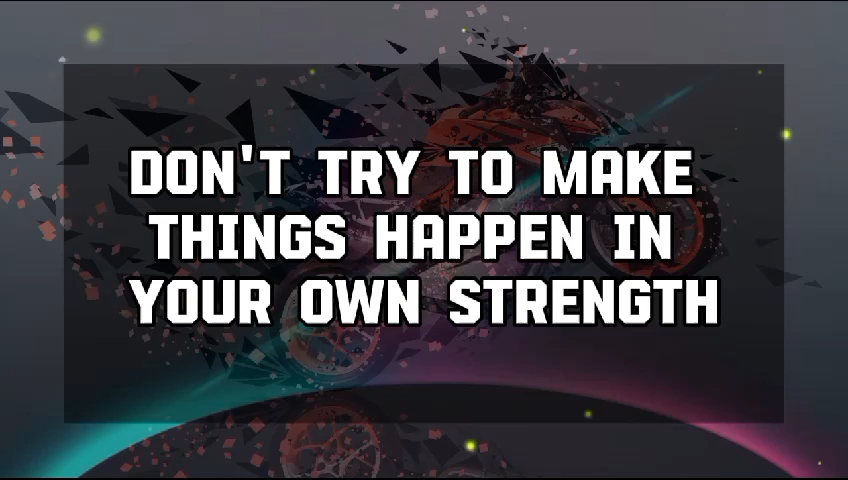 DON'T TRY TO MAKE
THINGS HAPPEN IN
YOUR OWN STRENGTH